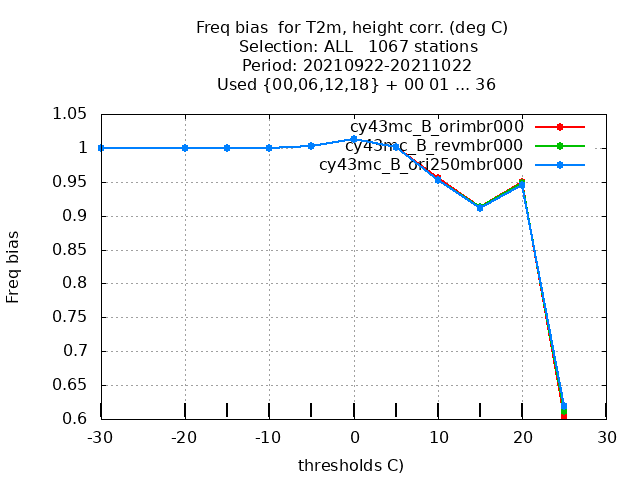 Freq bias  for T2m, height corr. (deg C)
Selection: ALL   1067 stations
Period: 20210922-20211022
Used {00,06,12,18} + 00 01 ... 36
cy43mc_B_orimbr000
cy43mc_B_revmbr000
cy43mc_B_ori250mbr000
Freq bias
1.05
1
0.95
0.9
0.85
0.8
0.75
0.7
0.65
0.6
-30
-20
-10
0
10
20
30
thresholds C)